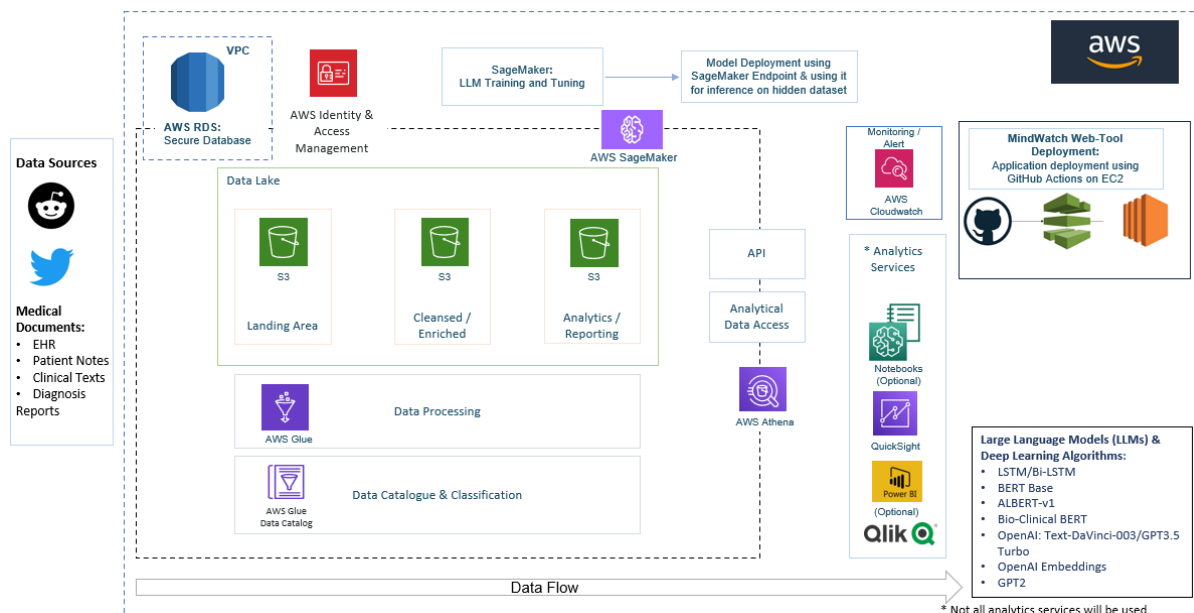 VPC
AWS RDS:
Secure Database
AWS Identity &
Access
Management
SageMaker:
LLM Training and Tuning
Model Deployment using
SageMaker Endpoint & using it
for inference on hidden dataset
aws
AWS SageMaker
Data Sources
Medical
Documents:
• EHR
• Patient Notes
• Clinical Texts
• Diagnosis
Reports
Data Lake
S3
Landing Area
S3
Cleansed /
Enriched
S3
Analytics /
Reporting
AWS Glue
Data Processing
AWS Glue
Data Catalog
Data Catalogue & Classification
API
Analytical
Data Access
AWS Athena
Monitoring /
Alert
AWS
Cloudwatch
* Analytics
Services
Notebooks
(Optional)
QuickSight
Power BI
(Optional)
Qlik
MindWatch Web-Tool
Deployment:
Application deployment using
GitHub Actions on EC2
Large Language Models (LLMs) &
Deep Learning Algorithms:
• LSTM/Bi-LSTM
• BERT Base
• ALBERT-v1
• Bio-Clinical BERT
• OpenAI: Text-DaVinci-003/GPT3.5
Turbo
• OpenAI Embeddings
• GPT2
Data Flow
* Not all analytics services will be used